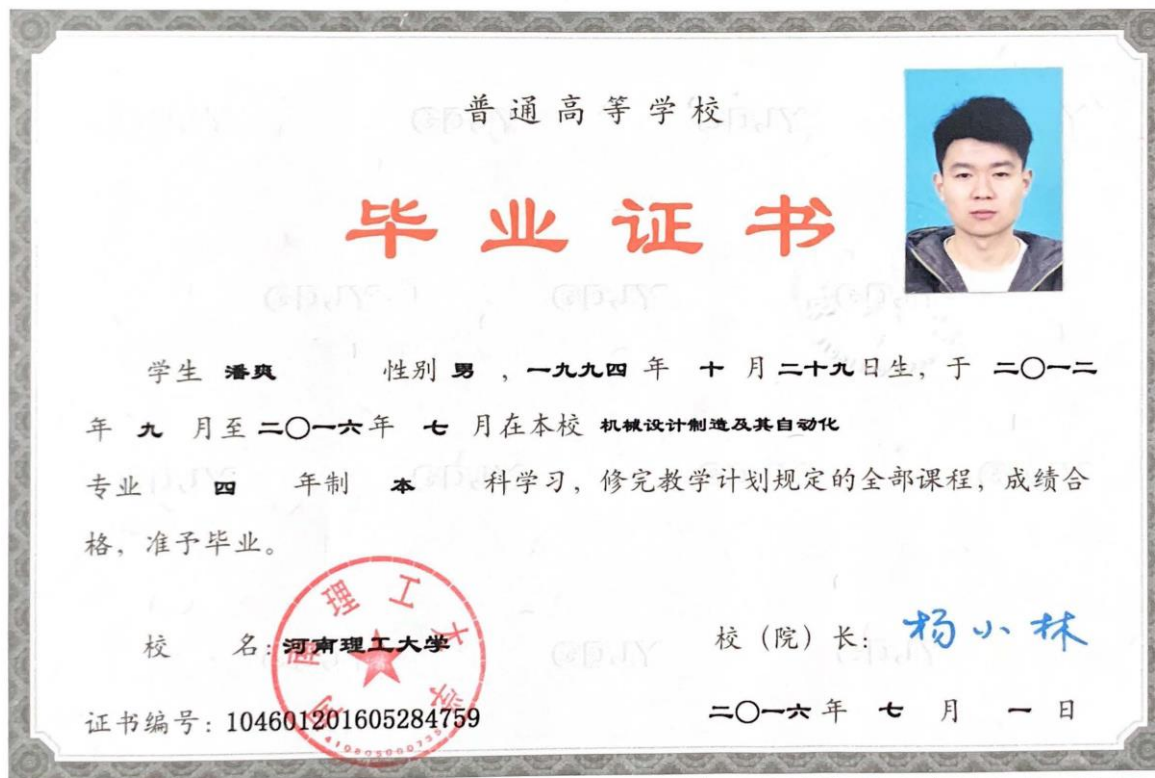 普通高等学校
毕业证书
学生 潘爽 性别 男 ，一九九四 年 十 月 二十九日生，于 二〇一二
年 九 月至 二〇一六年 七 月在本校 机械设计制造及其自动化
专业 四 年制 本 科学习，修完教学计划规定的全部课程，成绩合
格，准予毕业。
校 名：河南理工大学
校（院）长：杨小林
证书编号：104601201605284759
二〇一六 年 七 月 一 日
河南理工大学